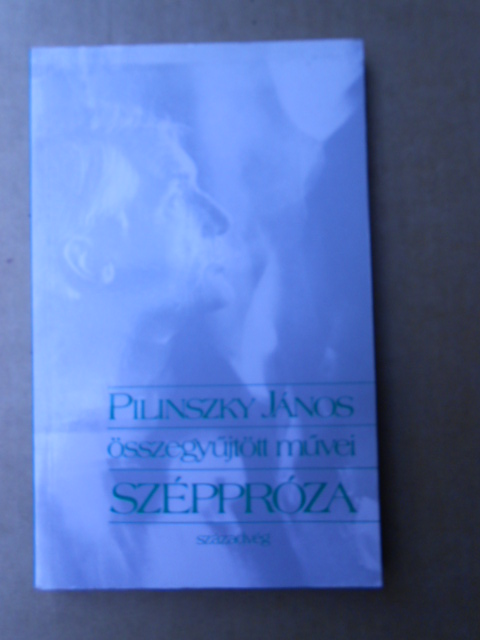 PILINSZKY JÁNOS
összegyűjtött művei
SZÉPPRÓZA
századvég